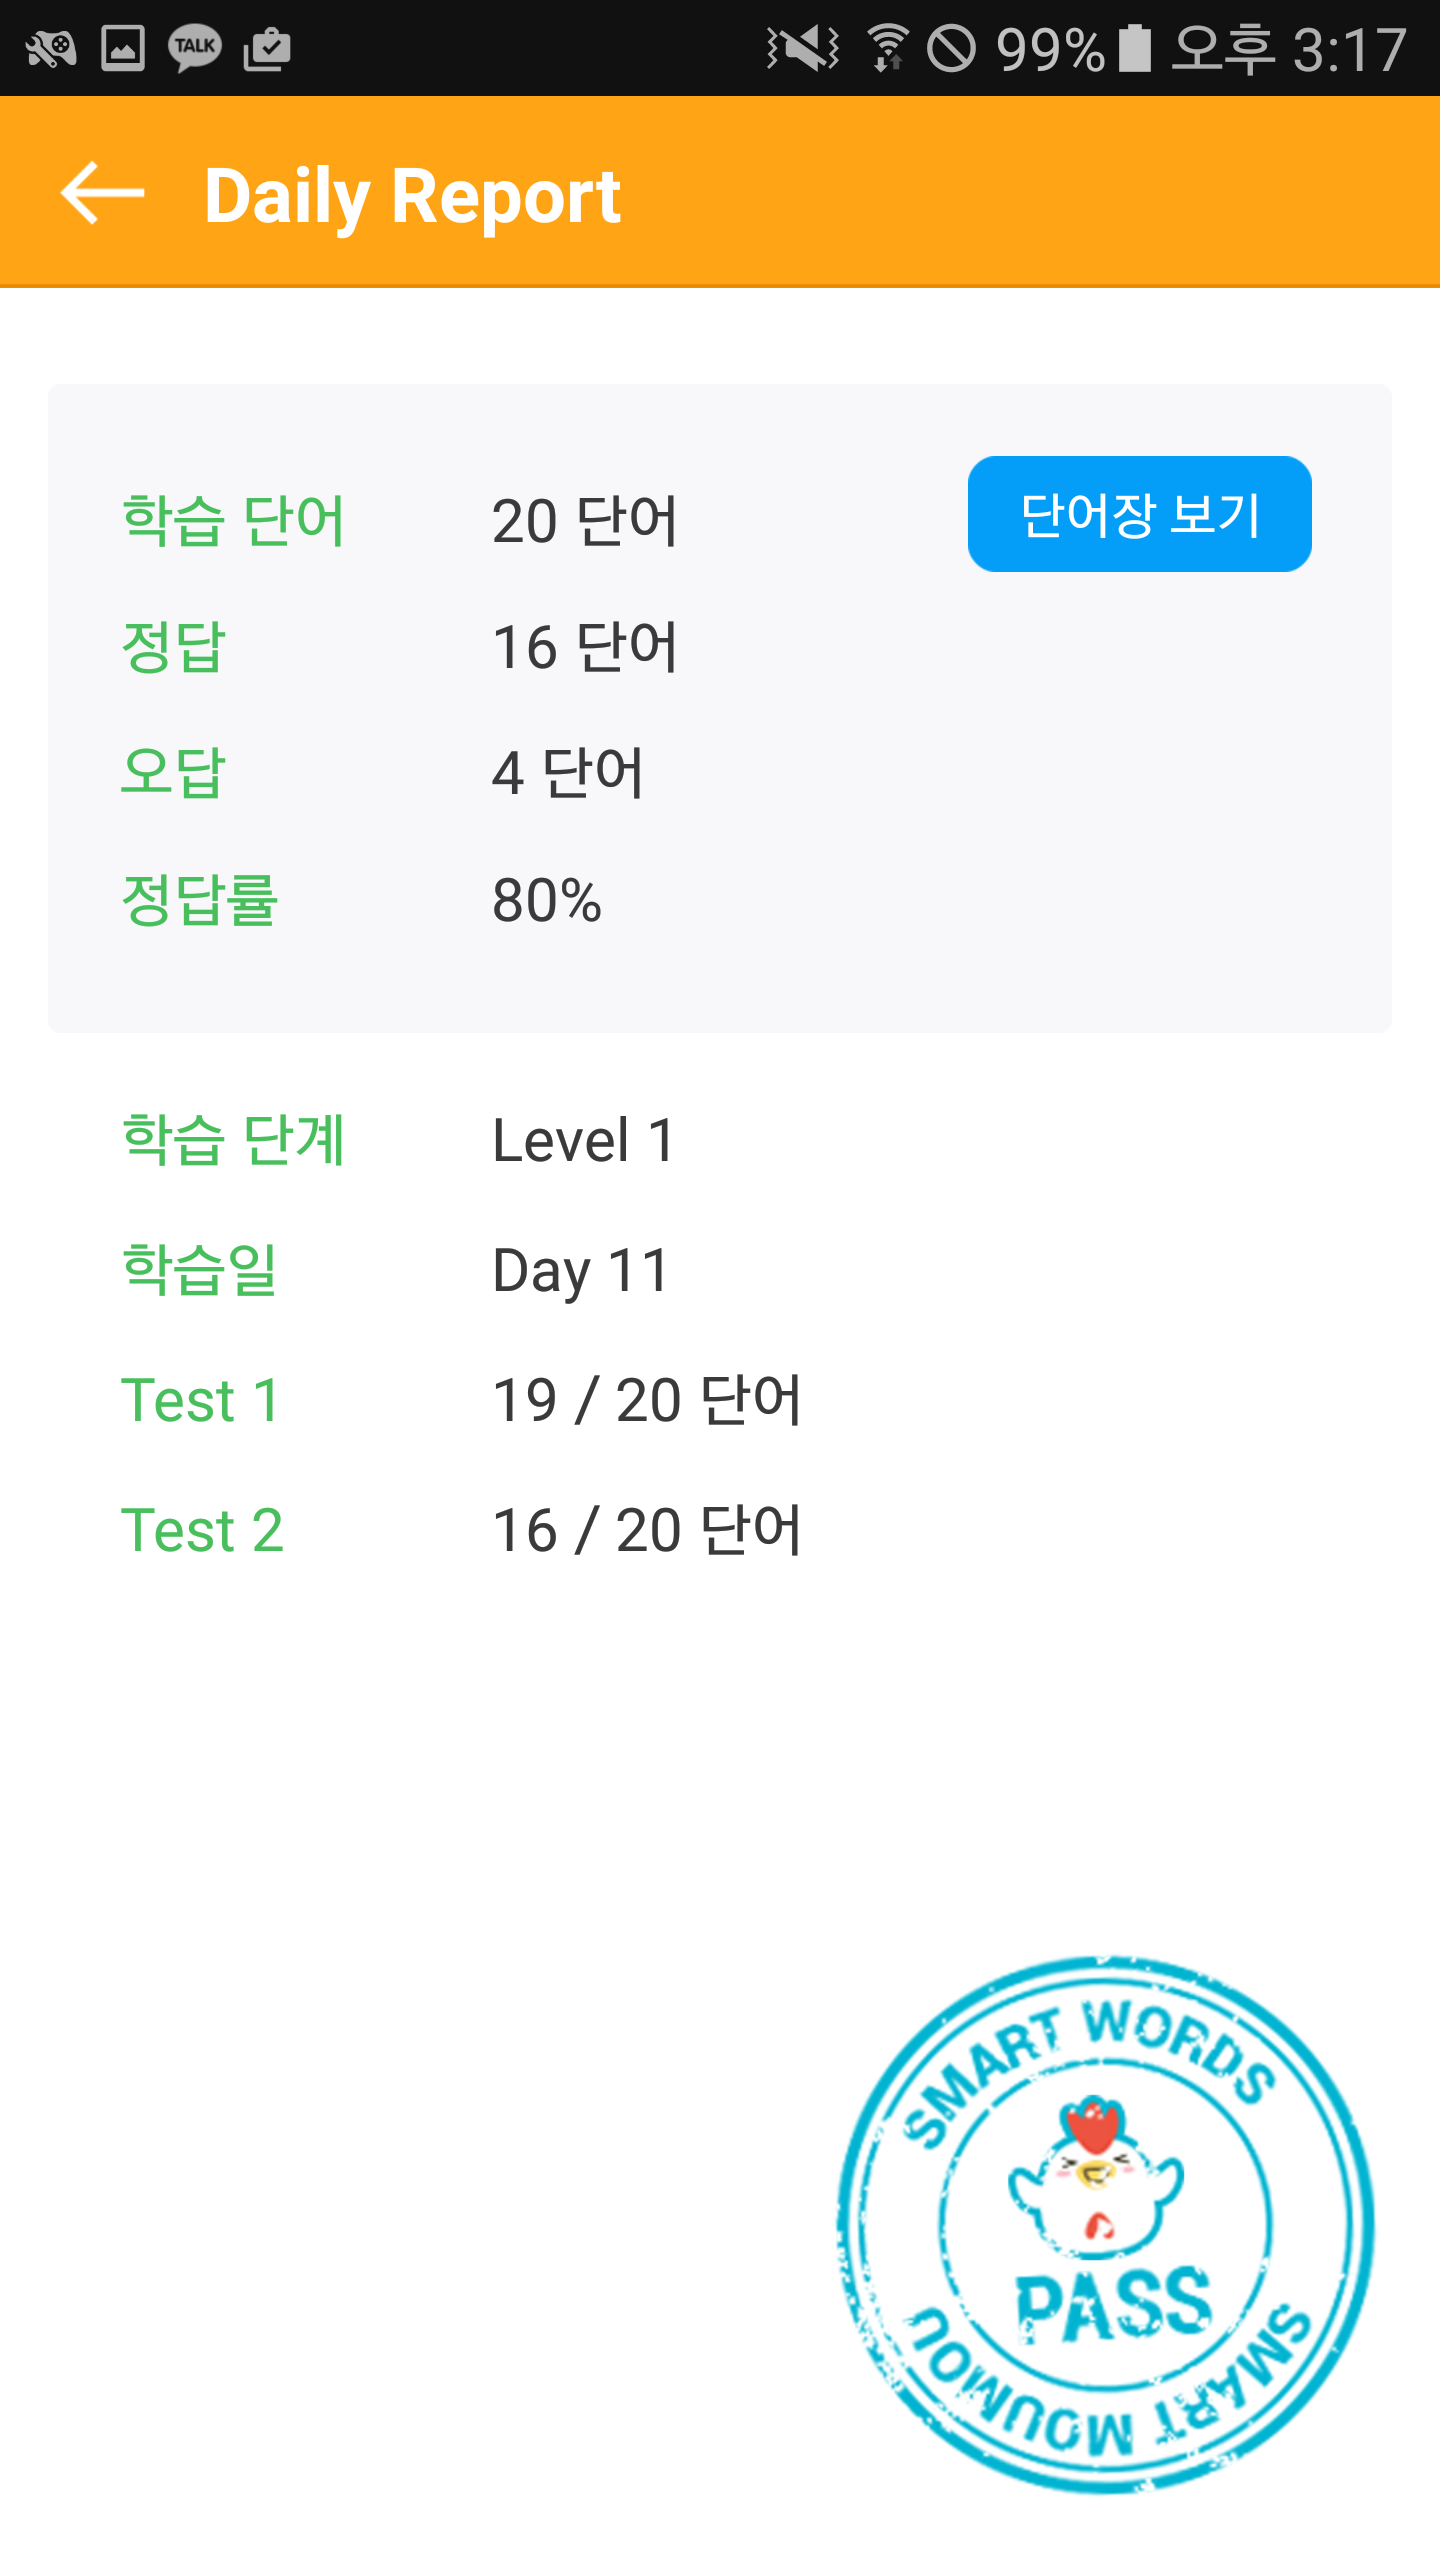 TALK 99% 오후 3:17
Daily Report
학습 단어 20 단어 단어장 보기
정답 16 단어
오답 4 단어
정답률 80%
학습 단계 Level 1
학습일 Day 11
Test 1 19 / 20 단어
Test 2 16 / 20 단어
SMART WORDS
PASS
SMART MOUMOU